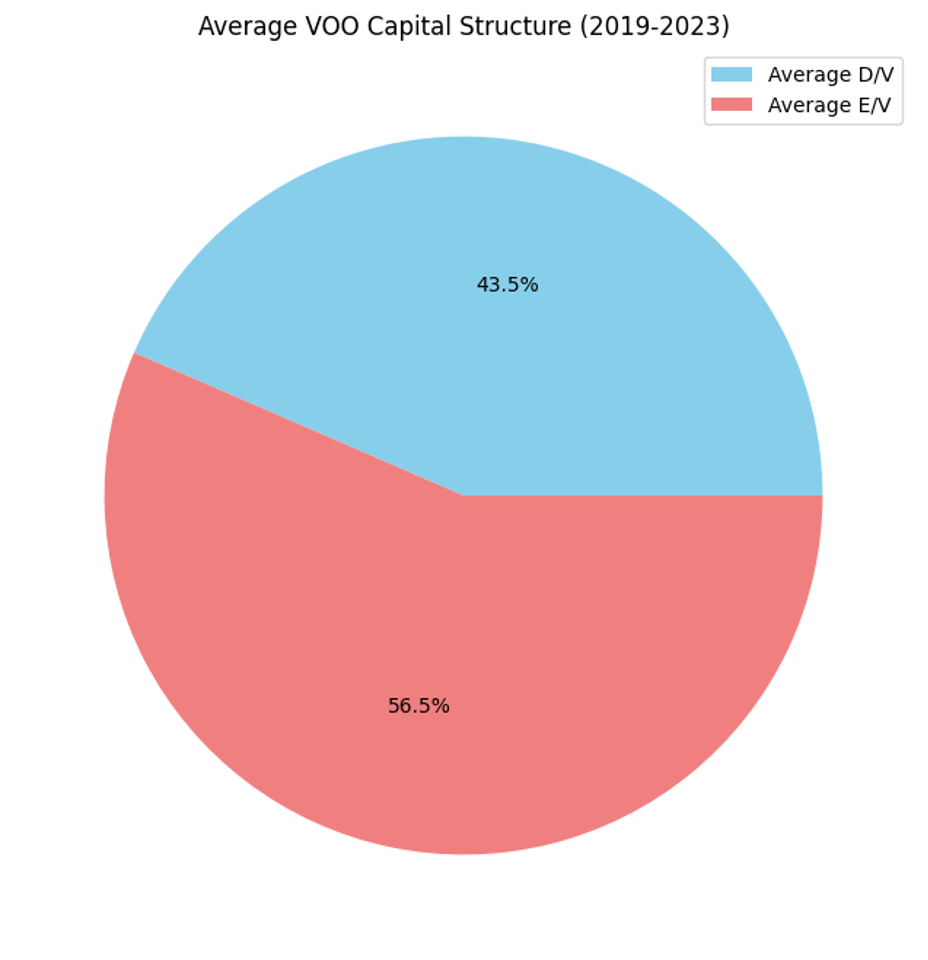 Average VOO Capital Structure (2019-2023)
Average D/V
Average E/V
43.5%
56.5%